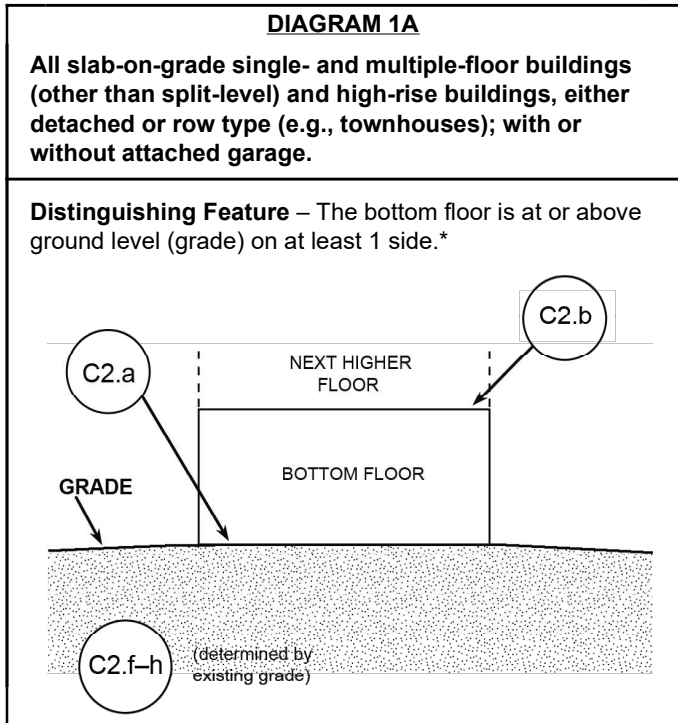 DIAGRAM 1A
All slab-on-grade single- and multiple-floor buildings
(other than split-level) and high-rise buildings, either
detached or row type (e.g., townhouses); with or
without attached garage.
Distinguishing Feature – The bottom floor is at or above
ground level (grade) on at least 1 side.*
C2.b
C2.a
NEXT HIGHER
FLOOR
BOTTOM FLOOR
GRADE
C2.f–h
(determined by
existing grade)